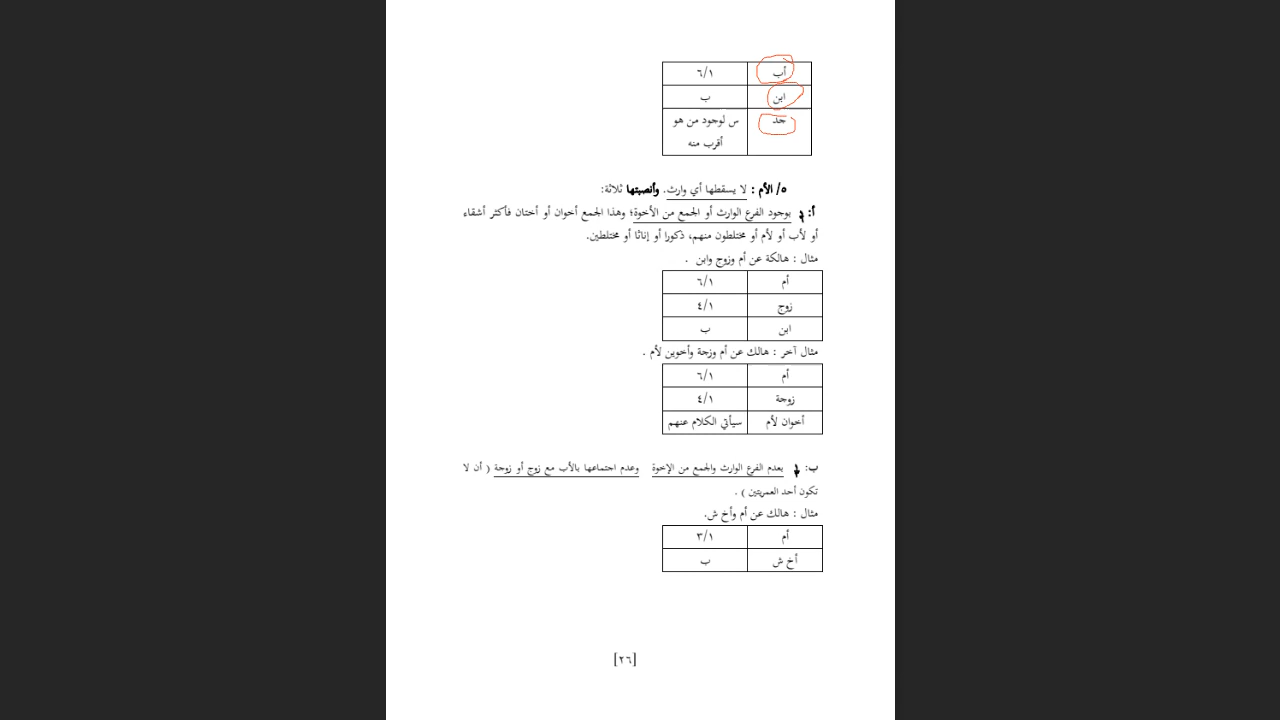 أب ٦/١
ابن ب
جد س لوجود من هو
أقرب منه
٥/ الأم : لا يسقطها أي وارث. وأنصبتها ثلاثة:
أ: بوجود الفرع الوارث أو الجمع من الأخوة؛ وهذا الجمع أخوان أو أختان فأكثر أشقاء
أو لأب أو لأم أو مختلطون منهم، ذكورا أو إناثا أو مختلطين.
مثال : هالكة عن أم وزوج وابن .
أم ٦/١
زوج ٤/١
ابن ب
مثال آخر : هالك عن أم وزجة وأخوين لأم .
أم ٦/١
زوجة ٤/١
أخوان لأم سيأتي الكلام عنهم
ب: بعدم الفرع الوارث والجمع من الإخوة وعدم اجتماعها بالأب مع زوج أو زوجة ( أن لا
تكون أحد العمريتين ) .
مثال : هالك عن أم وأخ ش.
أم ٣/١
أخ ش ب
[٢٦]